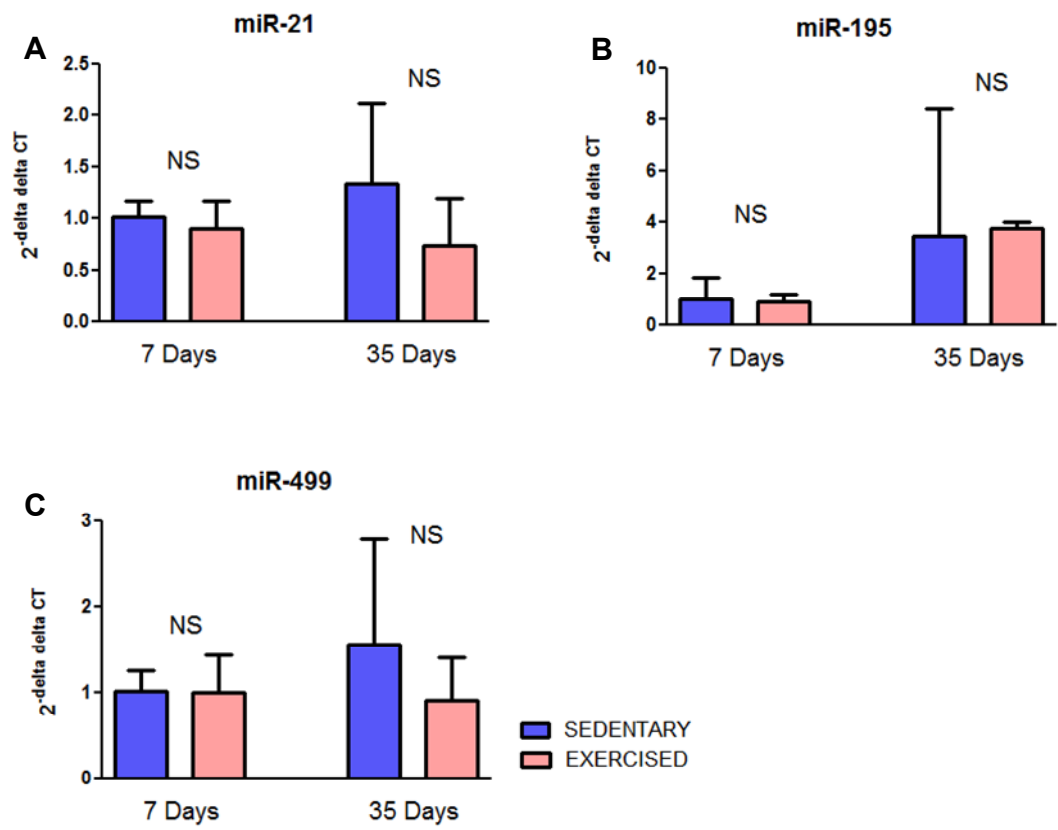 miR-21
A
2.5
2.0
1.5
1.0
0.5
0.0
2-delta delta CT
NS
NS
7 Days
35 Days
miR-195
B
10
8
6
4
2
0
2-delta delta CT
NS
NS
7 Days
35 Days
miR-499
C
3
2
1
0
2-delta delta CT
NS
NS
7 Days
35 Days
SEDENTARY
EXERCISED